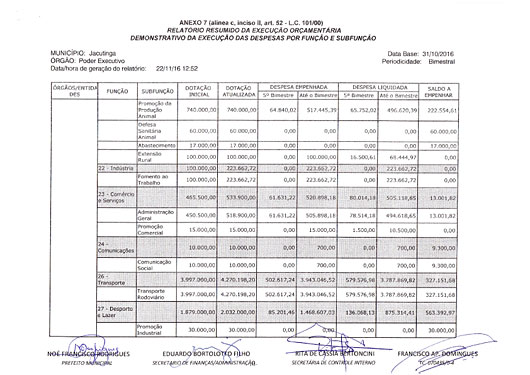 ANEXO 7 (alínea c, inciso II, art. 52 - L.C. 101/00)
RELATÓRIO RESUMIDO DA EXECUÇÃO ORÇAMENTÁRIA
DEMONSTRATIVO DA EXECUÇÃO DAS DESPESAS POR FUNÇÃO E SUBFUNÇÃO
MUNICÍPIO: Jacutinga Data Base: 31/10/2016
ÓRGÃO: Poder Executivo Periodicidade: Bimestral
Data/hora de geração do relatório: 22/11/16 12:52
ÓRGÃOS/ENTIDADES FUNÇÃO SUBFUNÇÃO DOTAÇÃO INICIAL DOTAÇÃO ATUALIZADA DESPESA EMPENHADA DESPESA LIQUIDADA SALDO A EMPENHAR
5º Bimestre Até o Bimestre 5º Bimestre Até o Bimestre
Promoção da Produção Animal 740.000,00 740.000,00 64.840,02 517.445,39 65.752,02 496.620,39 222.554,61
Defesa Sanitária Animal 60.000,00 60.000,00 0,00 0,00 0,00 0,00 60.000,00
Abastecimento 17.000,00 17.000,00 0,00 0,00 0,00 0,00 17.000,00
Extensão Rural 100.000,00 100.000,00 0,00 100.000,00 16.500,61 68.444,97 0,00
22 - Indústria 100.000,00 223.662,72 0,00 223.662,72 0,00 223.662,72 0,00
Fomento ao Trabalho 100.000,00 223.662,72 0,00 223.662,72 0,00 223.662,72 0,00
23 - Comércio e Serviços 465.500,00 533.900,00 61.631,22 520.898,18 80.014,18 505.118,65 13.001,82
Administração Geral 450.500,00 518.900,00 61.631,22 505.898,18 78.514,18 494.618,65 13.001,82
Promoção Comercial 15.000,00 15.000,00 0,00 15.000,00 1.500,00 10.500,00 0,00
24 - Comunicações 10.000,00 10.000,00 0,00 700,00 0,00 700,00 9.300,00
Comunicação Social 10.000,00 10.000,00 0,00 700,00 0,00 700,00 9.300,00
26 - Transporte 3.997.000,00 4.270.198,20 502.617,24 3.943.046,52 579.576,98 3.787.869,82 327.151,68
Transporte Rodoviário 3.997.000,00 4.270.198,20 502.617,24 3.943.046,52 579.576,98 3.787.869,82 327.151,68
27 - Desporto e Lazer 1.879.000,00 2.032.000,00 85.201,46 1.468.607,03 136.068,13 875.314,41 563.392,97
Promoção Industrial 30.000,00 30.000,00 0,00 0,00 0,00 0,00 30.000,00
NOÉ FRANCISCO RODRIGUES EDUARDO BORTOLOTTO FILHO RITA DE CÁSSIA BERTONCINI FRANCISCO AP. DOMINGUES
PREFEITO MUNICIPAL SECRETÁRIO DE FINANÇAS/ADMINISTRAÇÃO SECRETÁRIA DE CONTROLE INTERNO